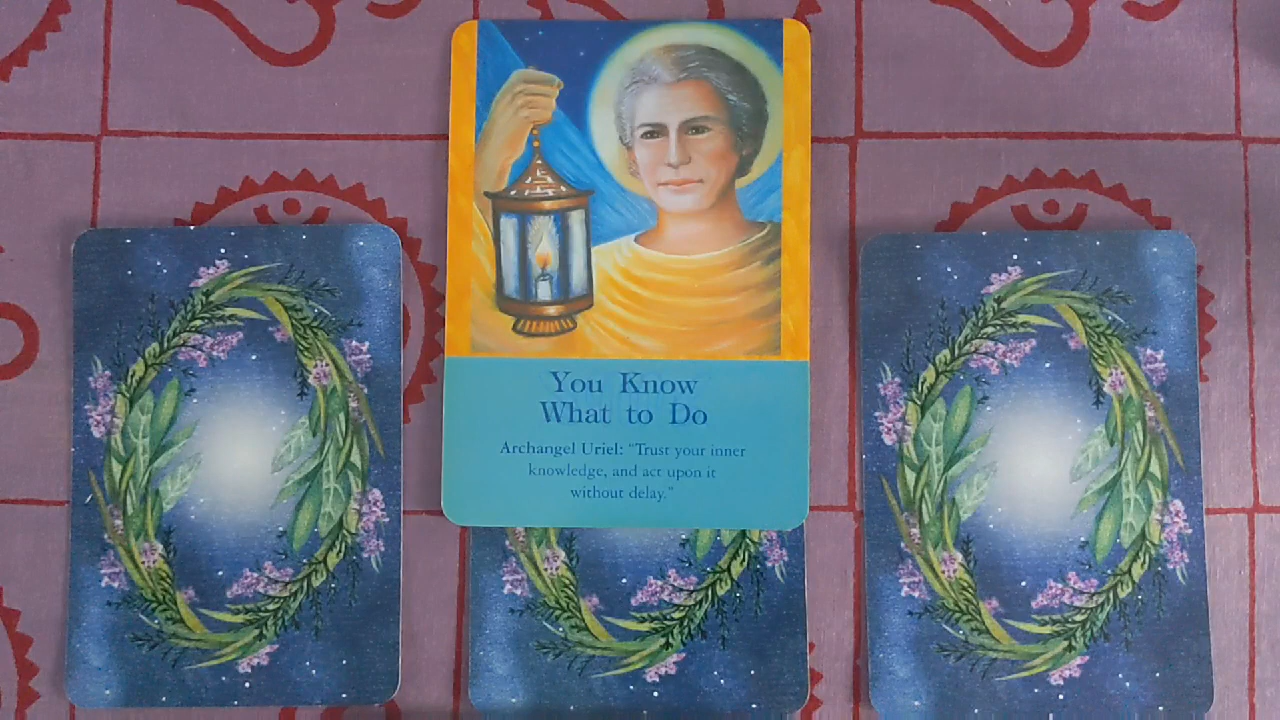 You Know
What to Do
Archangel Uriel: “Trust your inner
knowledge, and act upon it
without delay.”